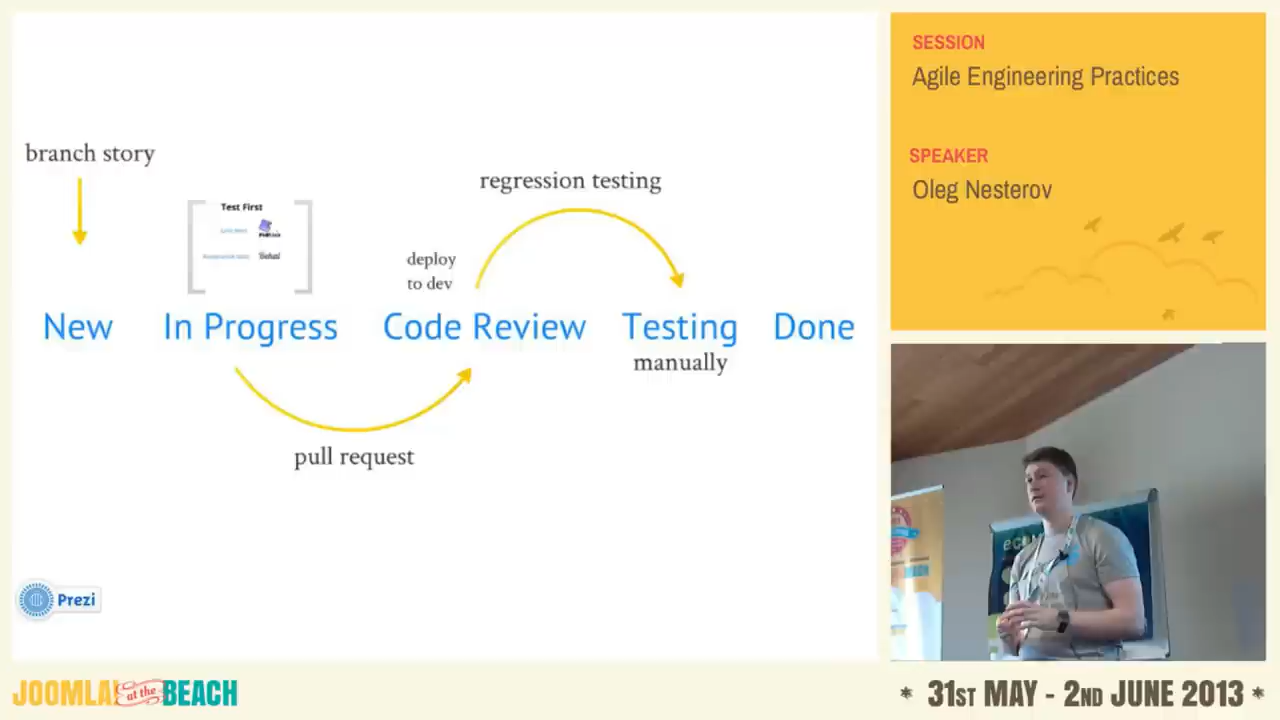 branch story
regression testing
Test First
Behat
deploy
to dev
New
In Progress
Code Review
Testing
Done
manually
pull request
Prezi
SESSION
Agile Engineering Practices
SPEAKER
Oleg Nesterov
JOOMLA! at the BEACH
* 31ST MAY - 2ND JUNE 2013 *